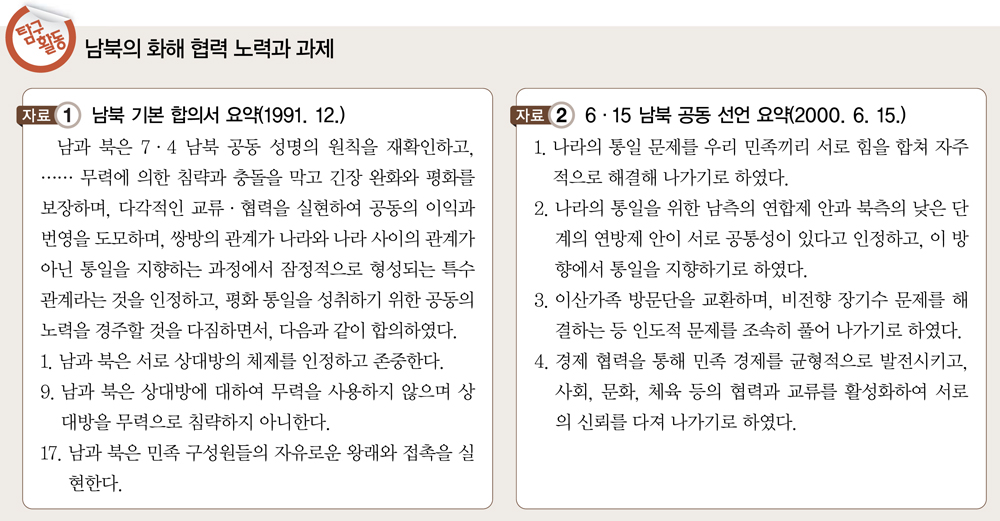 탐구
활동
남북의 화해 협력 노력과 과제
자료 1 남북 기본 합의서 요약(1991. 12.)
남과 북은 7·4 남북 공동 성명의 원칙을 재확인하고,
…… 무력에 의한 침략과 충돌을 막고 긴장 완화와 평화를
보장하며, 다각적인 교류·협력을 실현하여 공동의 이익과
번영을 도모하며, 쌍방의 관계가 나라와 나라 사이의 관계가
아닌 통일을 지향하는 과정에서 잠정적으로 형성되는 특수
관계라는 것을 인정하고, 평화 통일을 성취하기 위한 공동의
노력을 경주할 것을 다짐하면서, 다음과 같이 합의하였다.
1. 남과 북은 서로 상대방의 체제를 인정하고 존중한다.
9. 남과 북은 상대방에 대하여 무력을 사용하지 않으며 상
대방을 무력으로 침략하지 아니한다.
17. 남과 북은 민족 구성원들의 자유로운 왕래와 접촉을 실
현한다.
자료 2 6·15 남북 공동 선언 요약(2000. 6. 15.)
1. 나라의 통일 문제를 우리 민족끼리 서로 힘을 합쳐 자주
적으로 해결해 나가기로 하였다.
2. 나라의 통일을 위한 남측의 연합제 안과 북측의 낮은 단
계의 연방제 안이 서로 공통성이 있다고 인정하고, 이 방
향에서 통일을 지향하기로 하였다.
3. 이산가족 방문단을 교환하며, 비전향 장기수 문제를 해
결하는 등 인도적 문제를 조속히 풀어 나가기로 하였다.
4. 경제 협력을 통해 민족 경제를 균형적으로 발전시키고,
사회, 문화, 체육 등의 협력과 교류를 활성화하여 서로
의 신뢰를 다져 나가기로 하였다.